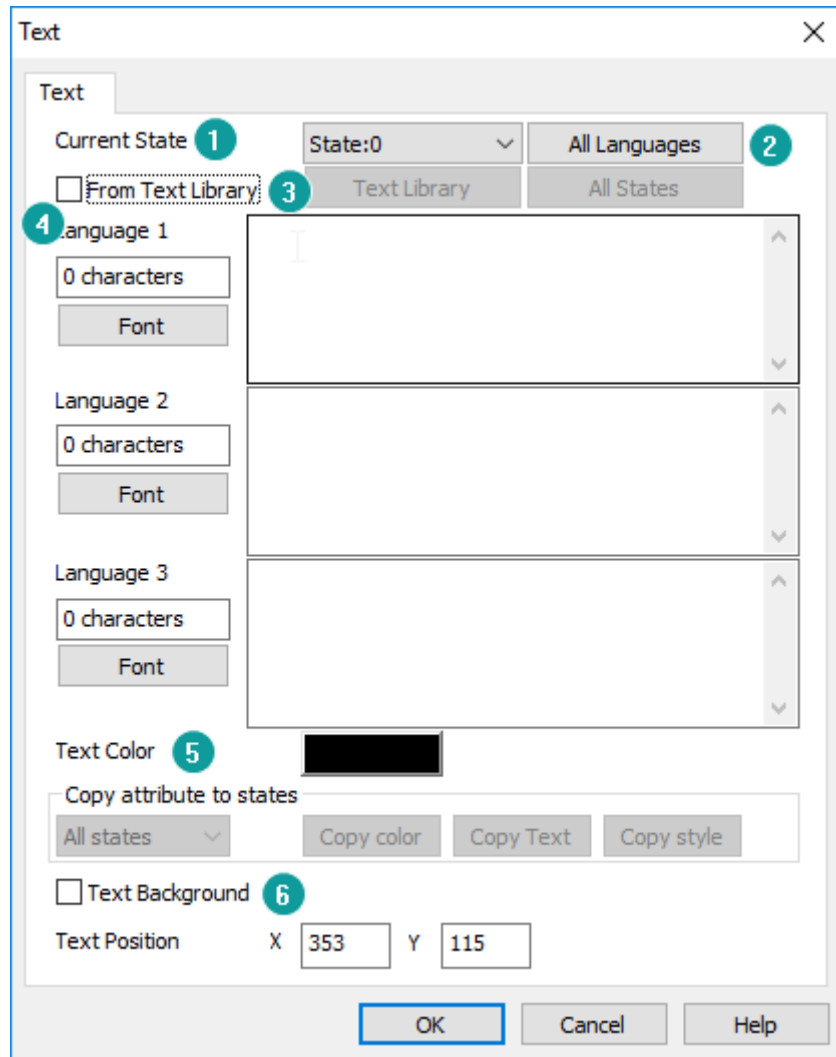 Text
Text
Current State 1 State:0 All Languages 2
From Text Library 3 Text Library All States
4 anguage 1
0 characters
Font
Language 2
0 characters
Font
Language 3
0 characters
Font
Text Color 5
Copy attribute to states
All states Copy color Copy Text Copy style
Text Background 6
Text Position X 353 Y 115
OK Cancel Help